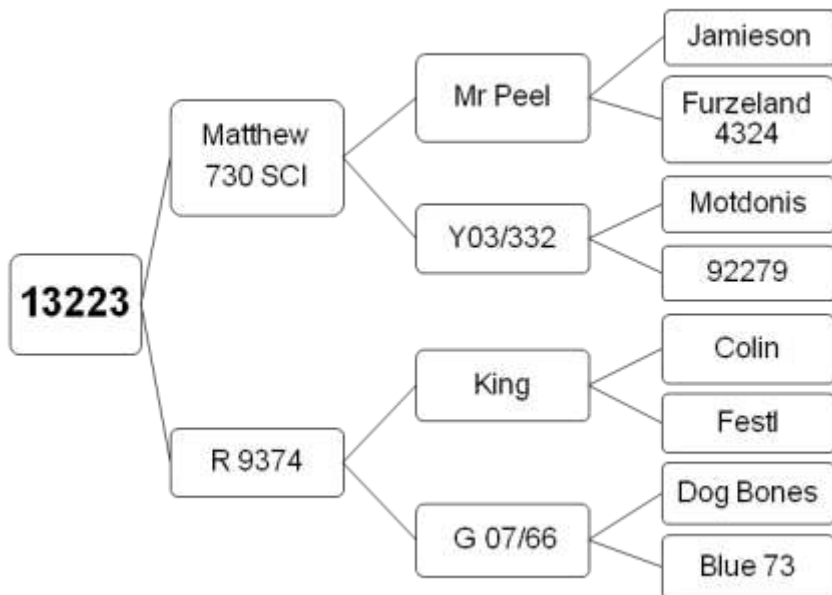 13223
Matthew
730 SCI
R 9374
Mr Peel
Y03/332
King
G 07/66
Jamieson
Furzeland
4324
Motdonis
92279
Colin
Festl
Dog Bones
Blue 73